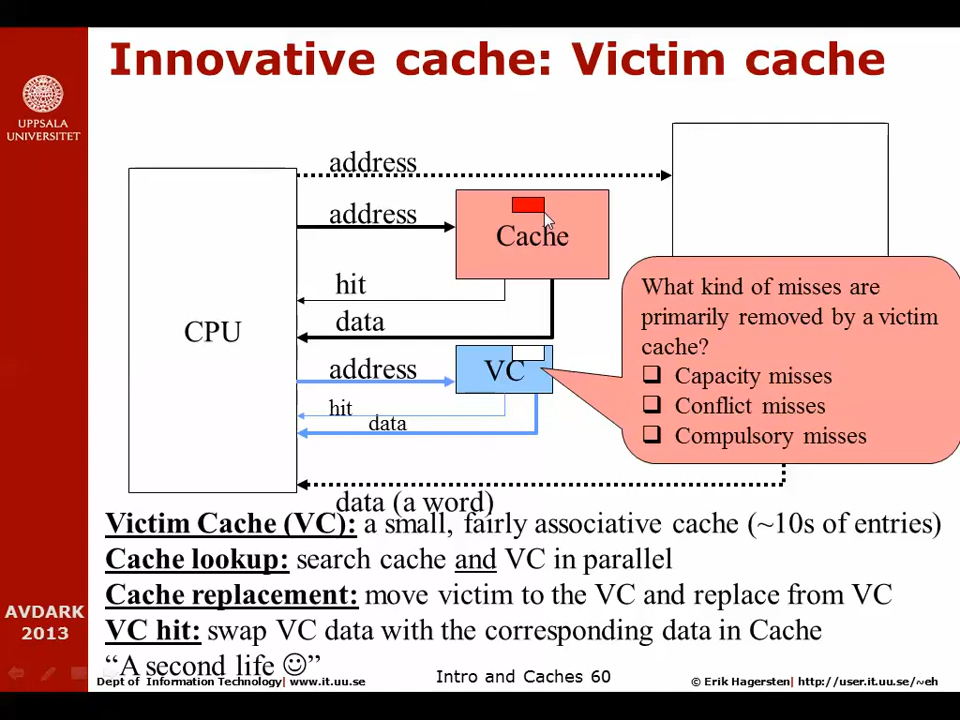 Innovative cache: Victim cache
UPPSALA
UNIVERSITET
address
address
Cache
hit
data
CPU
address
VC
hit
data
What kind of misses are
primarily removed by a victim
cache?
Capacity misses
Conflict misses
Compulsory misses
data (a word)
Victim Cache (VC): a small, fairly associative cache (~10s of entries)
Cache lookup: search cache and VC in parallel
Cache replacement: move victim to the VC and replace from VC
VC hit: swap VC data with the corresponding data in Cache
“A second life ☺”
AVDARK
2013
Dept of Information Technology| www.it.uu.se
Intro and Caches 60
© Erik Hagersten| http://user.it.uu.se/~eh